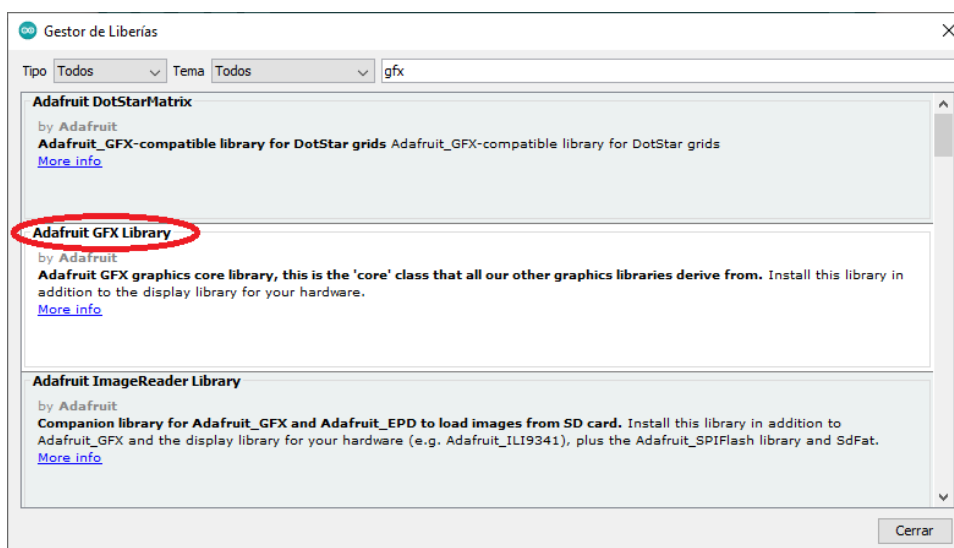 Gestor de Liberías
Tipo Todos Tema Todos gfx
Adafruit DotStarMatrix
by Adafruit
Adafruit_GFX-compatible library for DotStar grids Adafruit_GFX-compatible library for DotStar grids
More info
Adafruit GFX Library
by Adafruit
Adafruit GFX graphics core library, this is the 'core' class that all our other graphics libraries derive from. Install this library in
addition to the display library for your hardware.
More info
Adafruit ImageReader Library
by Adafruit
Companion library for Adafruit_GFX and Adafruit_EPD to load images from SD card. Install this library in addition to
Adafruit_GFX and the display library for your hardware (e.g. Adafruit_ILI9341), plus the Adafruit_SPIFlash library and SdFat.
More info
Cerrar